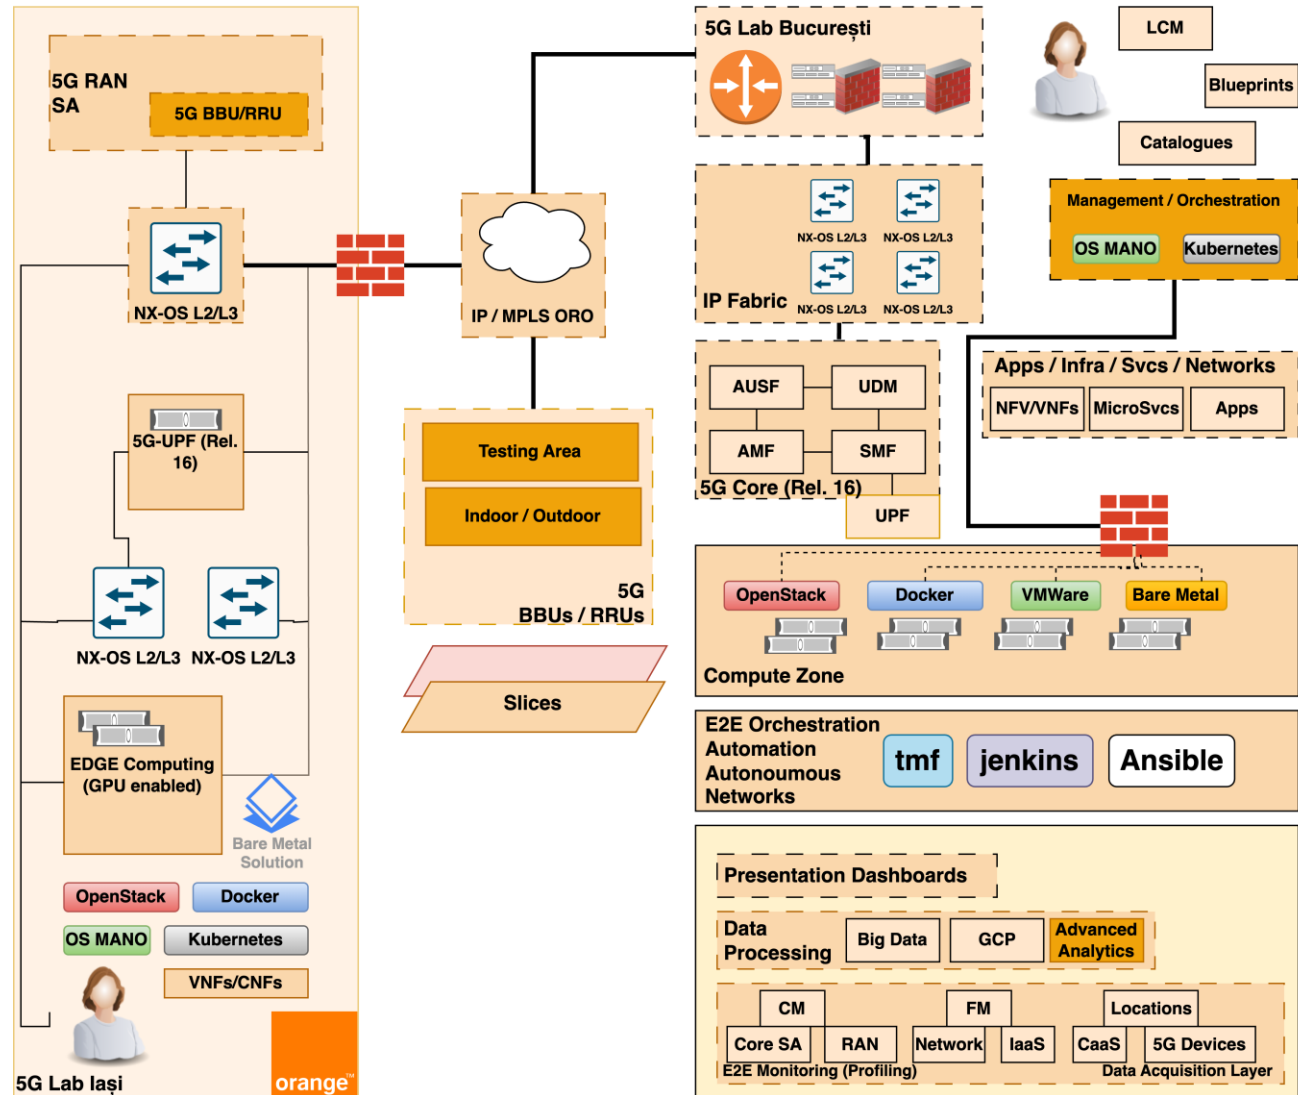 5G RAN
SA
5G BBU/RRU
NX-OS L2/L3
5G-UPF (Rel.
16)
NX-OS L2/L3
NX-OS L2/L3
EDGE Computing
(GPU enabled)
Bare Metal
Solution
OpenStack
Docker
OS MANO
Kubernetes
VNFs/CNFs
5G Lab Iași
orange™
IP / MPLS ORO
Testing Area
Indoor / Outdoor
5G
BBUs / RRUs
Slices
5G Lab București
NX-OS L2/L3
NX-OS L2/L3
NX-OS L2/L3
NX-OS L2/L3
IP Fabric
AUSF
UDM
AMF
SMF
5G Core (Rel. 16)
UPF
LCM
Blueprints
Catalogues
Management / Orchestration
OS MANO
Kubernetes
Apps / Infra / Svcs / Networks
NFV/VNFs
MicroSvcs
Apps
OpenStack
Docker
VMWare
Bare Metal
Compute Zone
E2E Orchestration
Automation
Autonoumous
Networks
tmf
jenkins
Ansible
Presentation Dashboards
Data
Processing
Big Data
GCP
Advanced
Analytics
CM
FM
Locations
Core SA
RAN
Network
IaaS
CaaS
5G Devices
E2E Monitoring (Profiling)
Data Acquisition Layer